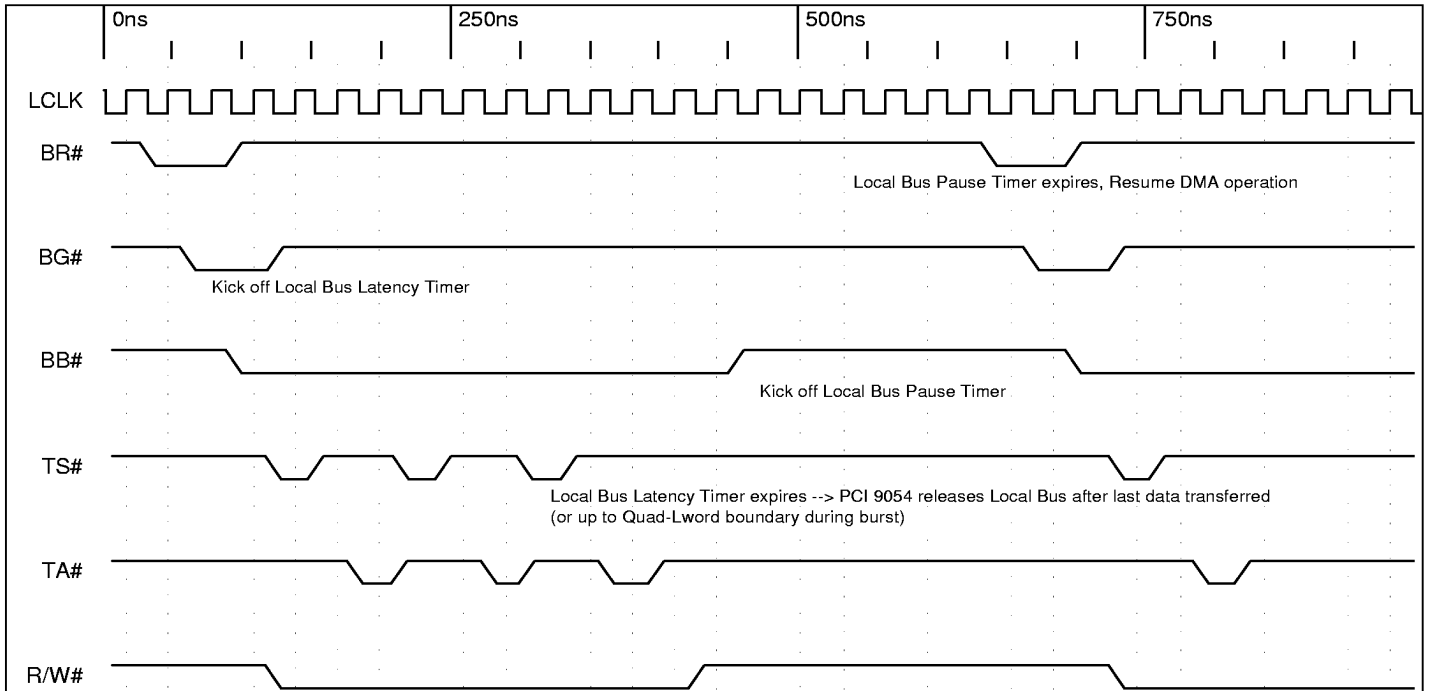 0ns 250ns 500ns 750ns
LCLK
BR#
Local Bus Pause Timer expires, Resume DMA operation
BG#
Kick off Local Bus Latency Timer
BB#
Kick off Local Bus Pause Timer
TS#
Local Bus Latency Timer expires --> PCI 9054 releases Local Bus after last data transferred
(or up to Quad-Lword boundary during burst)
TA#
R/W#